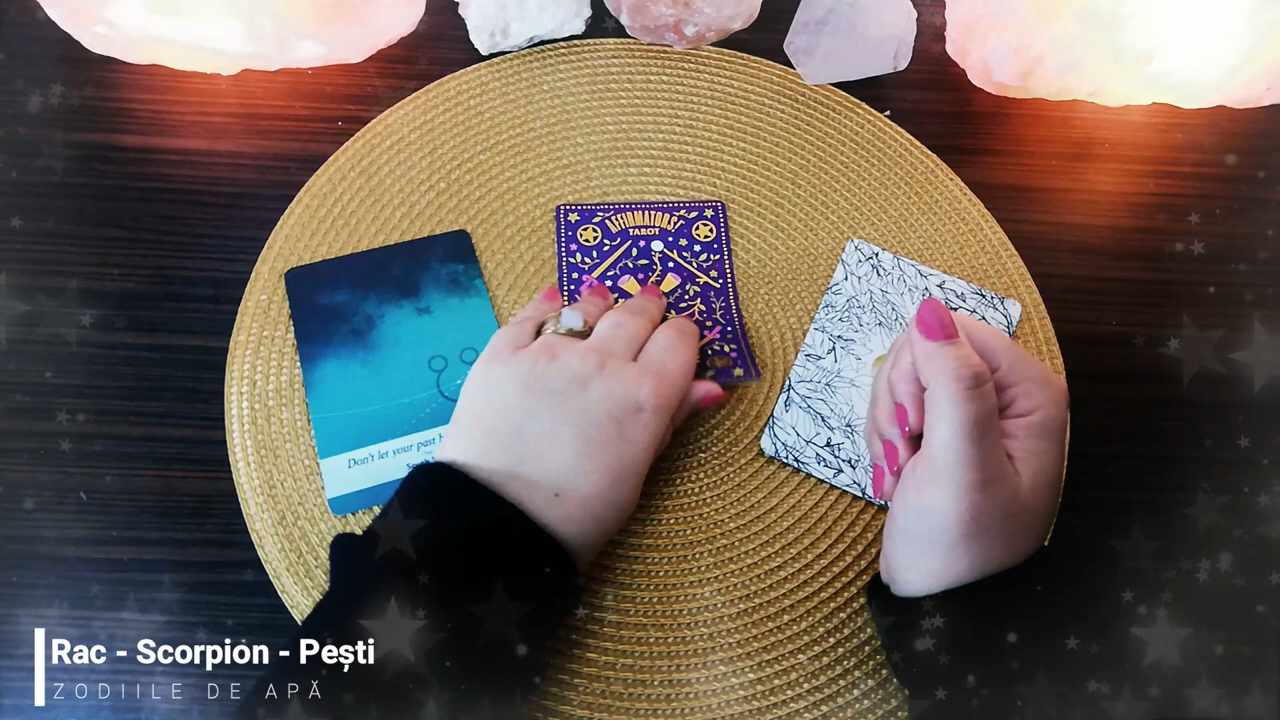 AFFIRMATORS!
TAROT
Don't let your past
Rac - Scorpion - Pești
ZODIILE DE APĂ